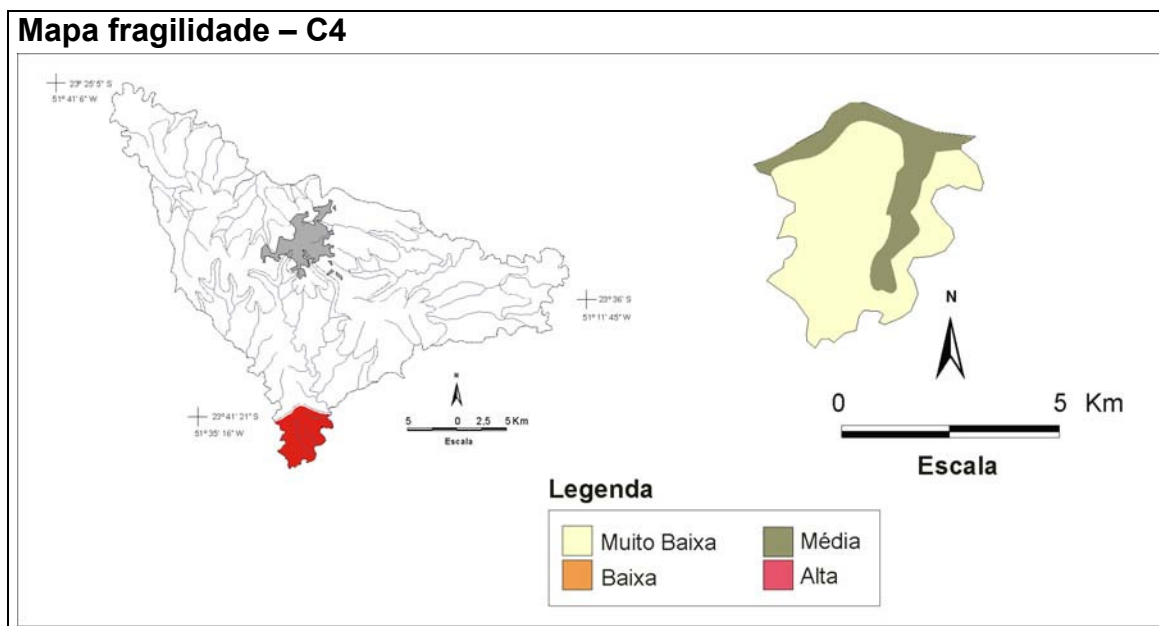 Mapa fragilidade – C4
23° 25'5" S
51° 41' 6" W
23° 36' S
51° 11' 45" W
N
5 0 2,5 5 Km
Escala
23° 41' 21" S
51° 35' 16" W
N
0 5 Km
Escala
Legenda
Muito Baixa Média
Baixa Alta